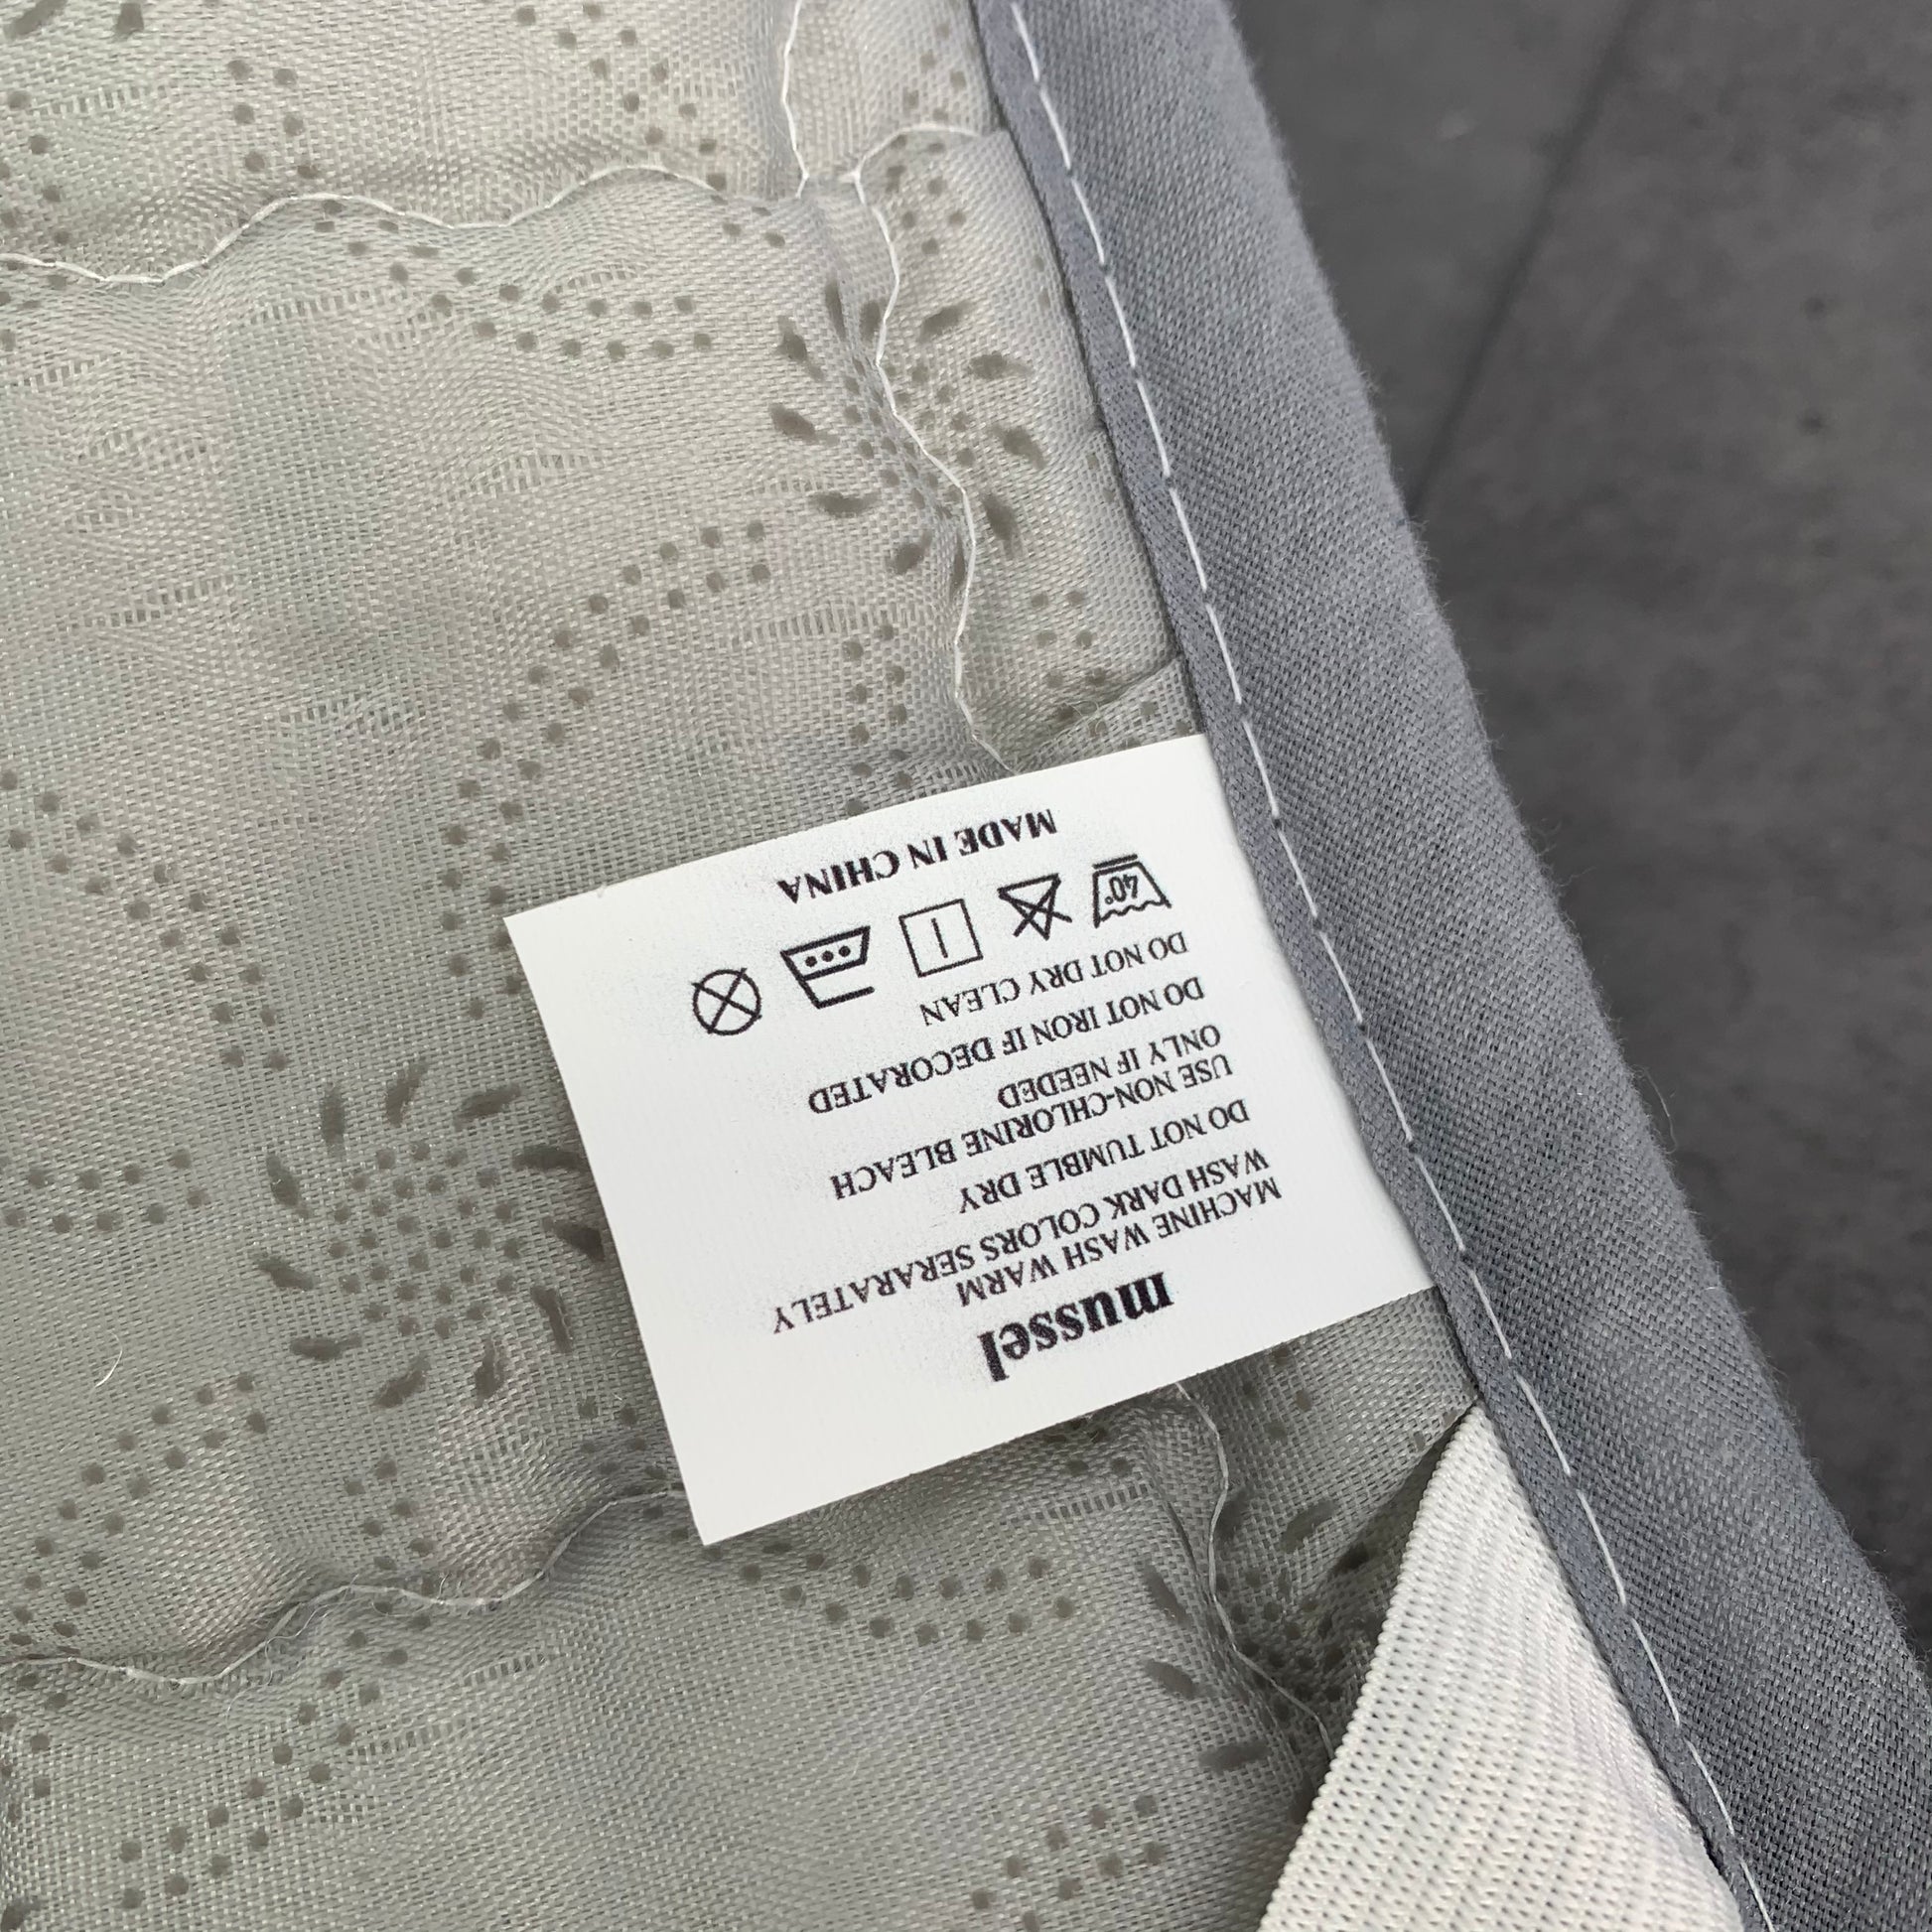 mussel
MACHINE WASH WARM
WASH DARK COLORS SERARATELY
DO NOT TUMBLE DRY
USE NON-CHLORINE BLEACH
ONLY IF NEEDED
DO NOT IRON IF DECORATED
DO NOT DRY CLEAN
40°
MADE IN CHINA